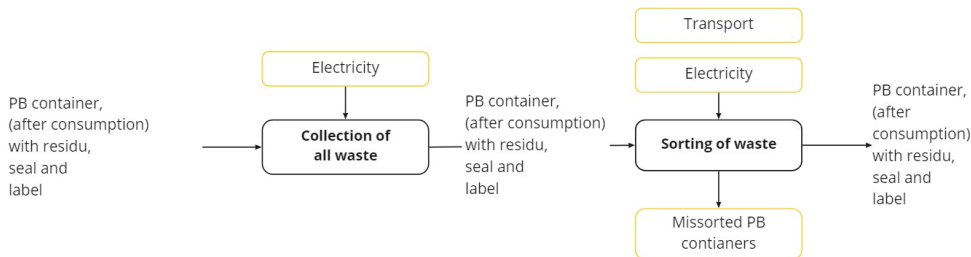 Transport
Electricity
Electricity
PB container,
(after consumption)
with residu,
seal and
label
Collection of
all waste
PB container,
(after consumption)
with residu,
seal and
label
Sorting of waste
PB container,
(after
consumption)
with residu,
seal and
label
Missorted PB
contianers